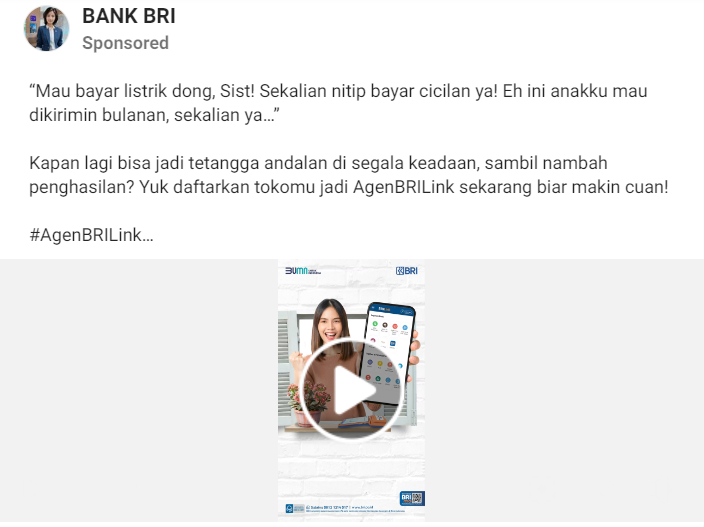 BANK BRI
Sponsored
“Mau bayar listrik dong, Sist! Sekalian nitip bayar cicilan ya! Eh ini anakku mau
dikirimin bulanan, sekalian ya…”
Kapan lagi bisa jadi tetangga andalan di segala keadaan, sambil nambah
penghasilan? Yuk daftarkan tokomu jadi AgenBRILink sekarang biar makin cuan!
#AgenBRILink…
BUMN
BRI
BRI